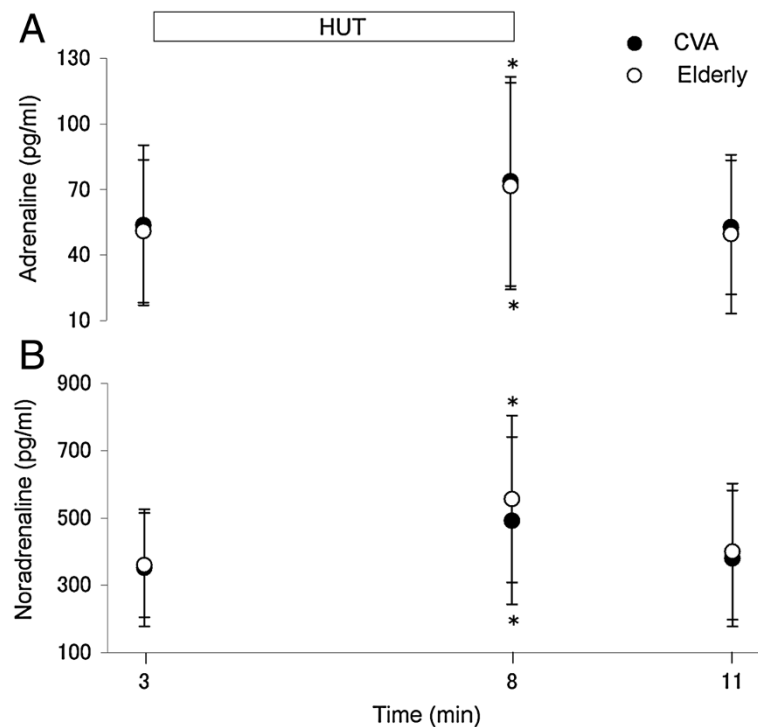 A
HUT
CVA
Elderly
Adrenaline (pg/ml)
130
100
70
40
10
*
*
B
Noradrenaline (pg/ml)
900
700
500
300
100
*
*
3
8
11
Time (min)